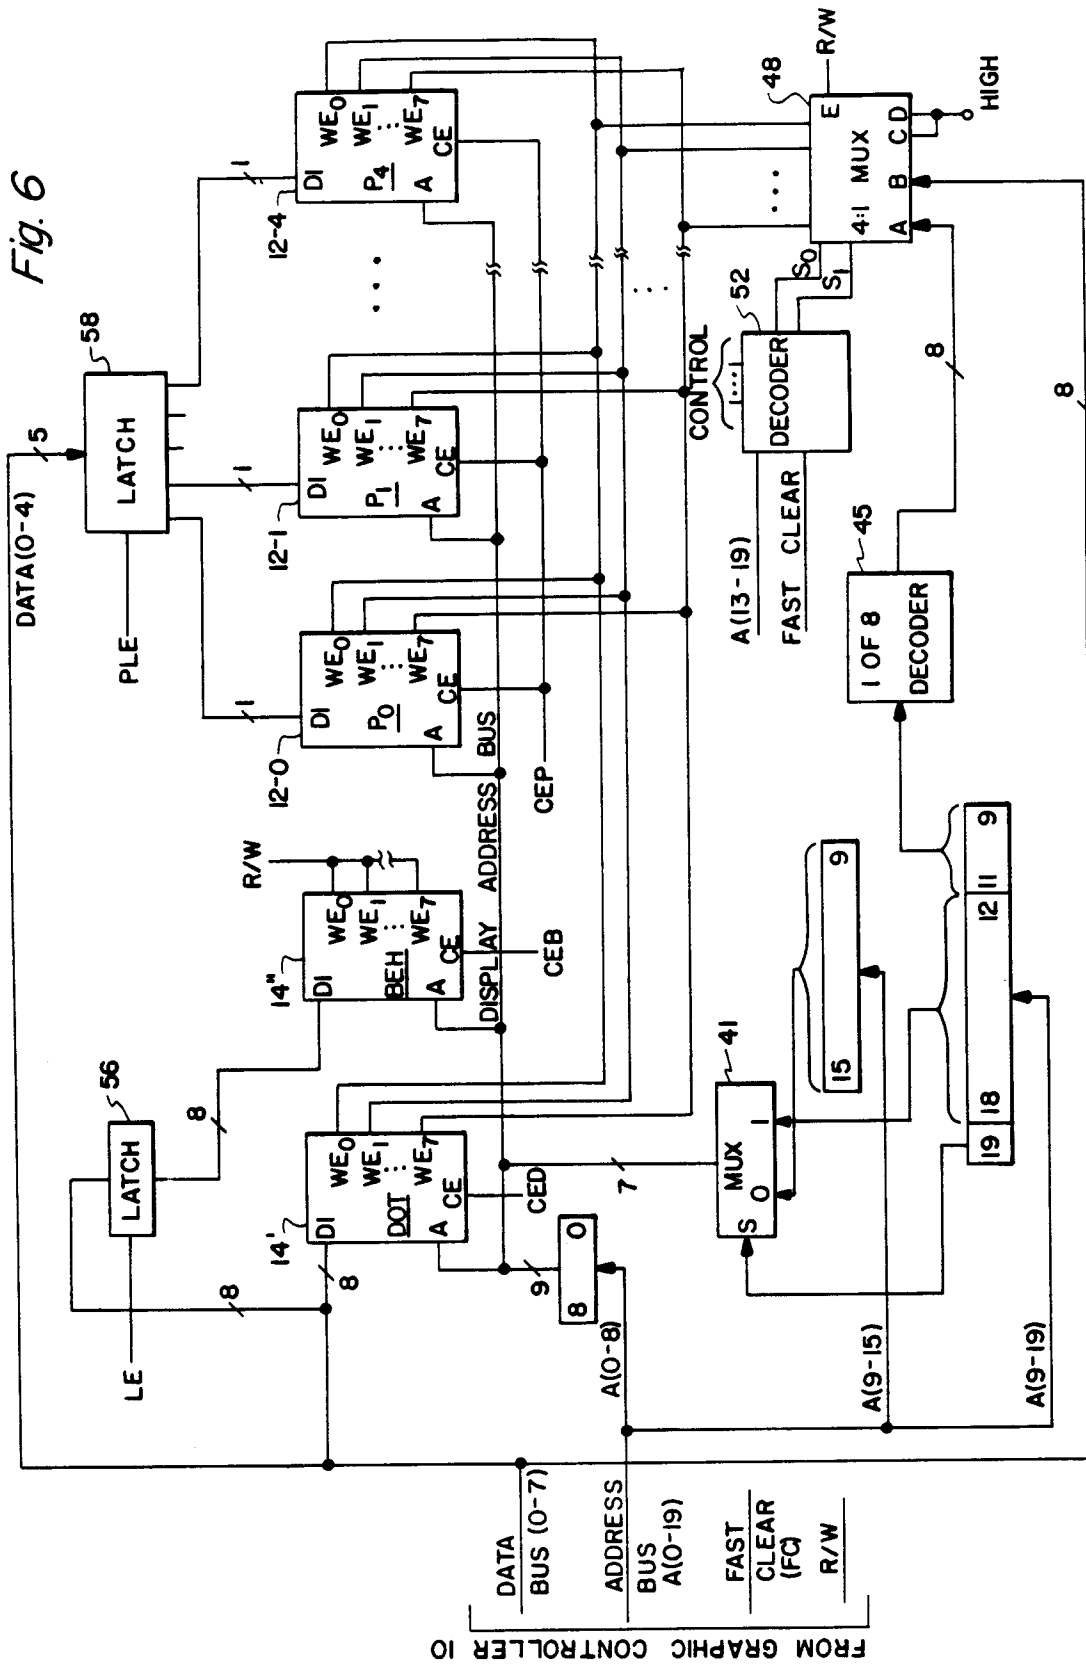 Fig. 6
DATA (0-4)
5
58
LATCH
PLE
1
1
1
56
LATCH
LE
8
8
8
14'
DI
WE0
WE1
WE7
DOT
A
CE
CED
14"
DI
WE0
WE1
WE7
BEH
A
CE
CEB
R/W
12-0
DI
WE0
WE1
WE7
P0
A
CE
12-1
DI
WE0
WE1
WE7
P1
A
CE
12-4
DI
WE0
WE1
WE7
P4
A
CE
DISPLAY ADDRESS BUS
CEP
9
8 0
A(0-8)
7
41
MUX
S 0 1
15 9
19 18 12 11 9
A(9-15)
A(9-19)
45
1 OF 8
DECODER
8
8
A(13-19)
FAST CLEAR
CONTROL
DECODER
52
S0
S1
48
E
R/W
4:1 MUX
A B C D
HIGH
DATA
BUS (0-7)
ADDRESS
BUS
A(0-19)
FAST
CLEAR
(FC)
R/W
FROM GRAPHIC CONTROLLER 10